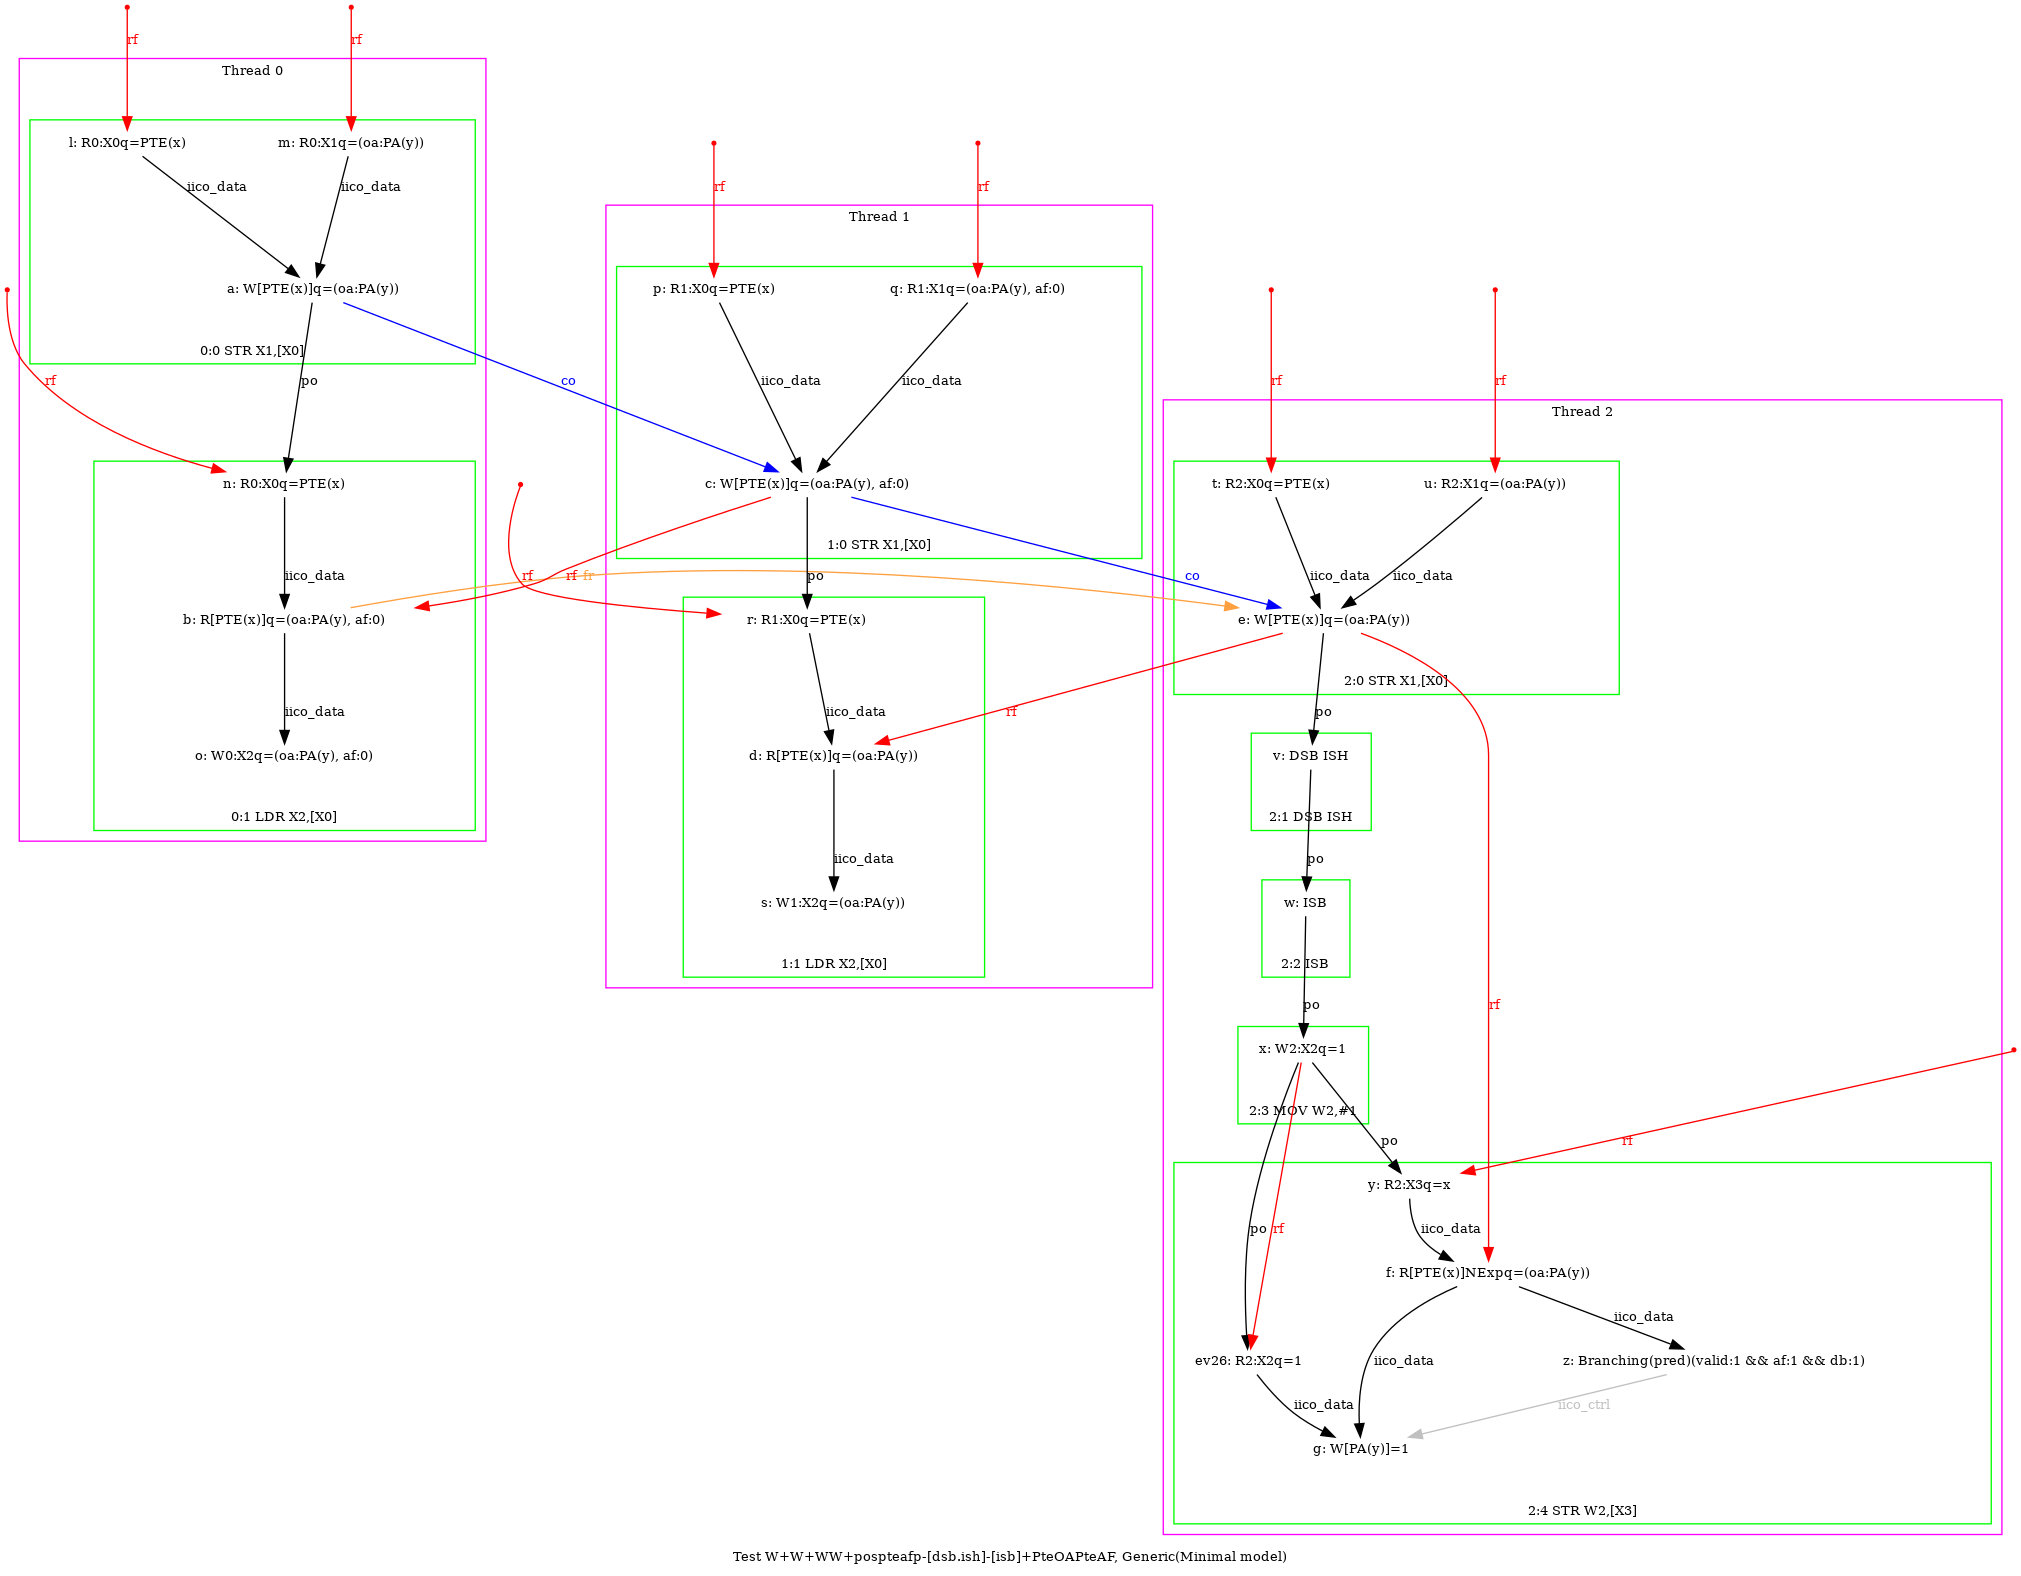 rf
rf
Thread 0
l: R0:X0q=PTE(x)
m: R0:X1q=(oa:PA(y))
iico_data
iico_data
a: W[PTE(x)]q=(oa:PA(y))
0:0 STR X1,[X0]
rf
po
n: R0:X0q=PTE(x)
iico_data
b: R[PTE(x)]q=(oa:PA(y), af:0)
iico_data
o: W0:X2q=(oa:PA(y), af:0)
0:1 LDR X2,[X0]
co
rf
rf
Thread 1
p: R1:X0q=PTE(x)
q: R1:X1q=(oa:PA(y), af:0)
iico_data
iico_data
c: W[PTE(x)]q=(oa:PA(y), af:0)
1:0 STR X1,[X0]
rf
rf
fr
po
co
r: R1:X0q=PTE(x)
iico_data
d: R[PTE(x)]q=(oa:PA(y))
rf
iico_data
s: W1:X2q=(oa:PA(y))
1:1 LDR X2,[X0]
rf
rf
Thread 2
t: R2:X0q=PTE(x)
u: R2:X1q=(oa:PA(y))
iico_data
iico_data
e: W[PTE(x)]q=(oa:PA(y))
2:0 STR X1,[X0]
po
v: DSB ISH
2:1 DSB ISH
po
w: ISB
2:2 ISB
po
rf
x: W2:X2q=1
2:3 MOV W2,#1
po
rf
y: R2:X3q=x
po
rf
iico_data
f: R[PTE(x)]NExpq=(oa:PA(y))
iico_data
ev26: R2:X2q=1
iico_data
z: Branching(pred)(valid:1 && af:1 && db:1)
iico_data
iico_ctrl
g: W[PA(y)]=1
2:4 STR W2,[X3]
Test W+W+WW+pospteafp-[dsb.ish]-[isb]+PteOAPteAF, Generic(Minimal model)